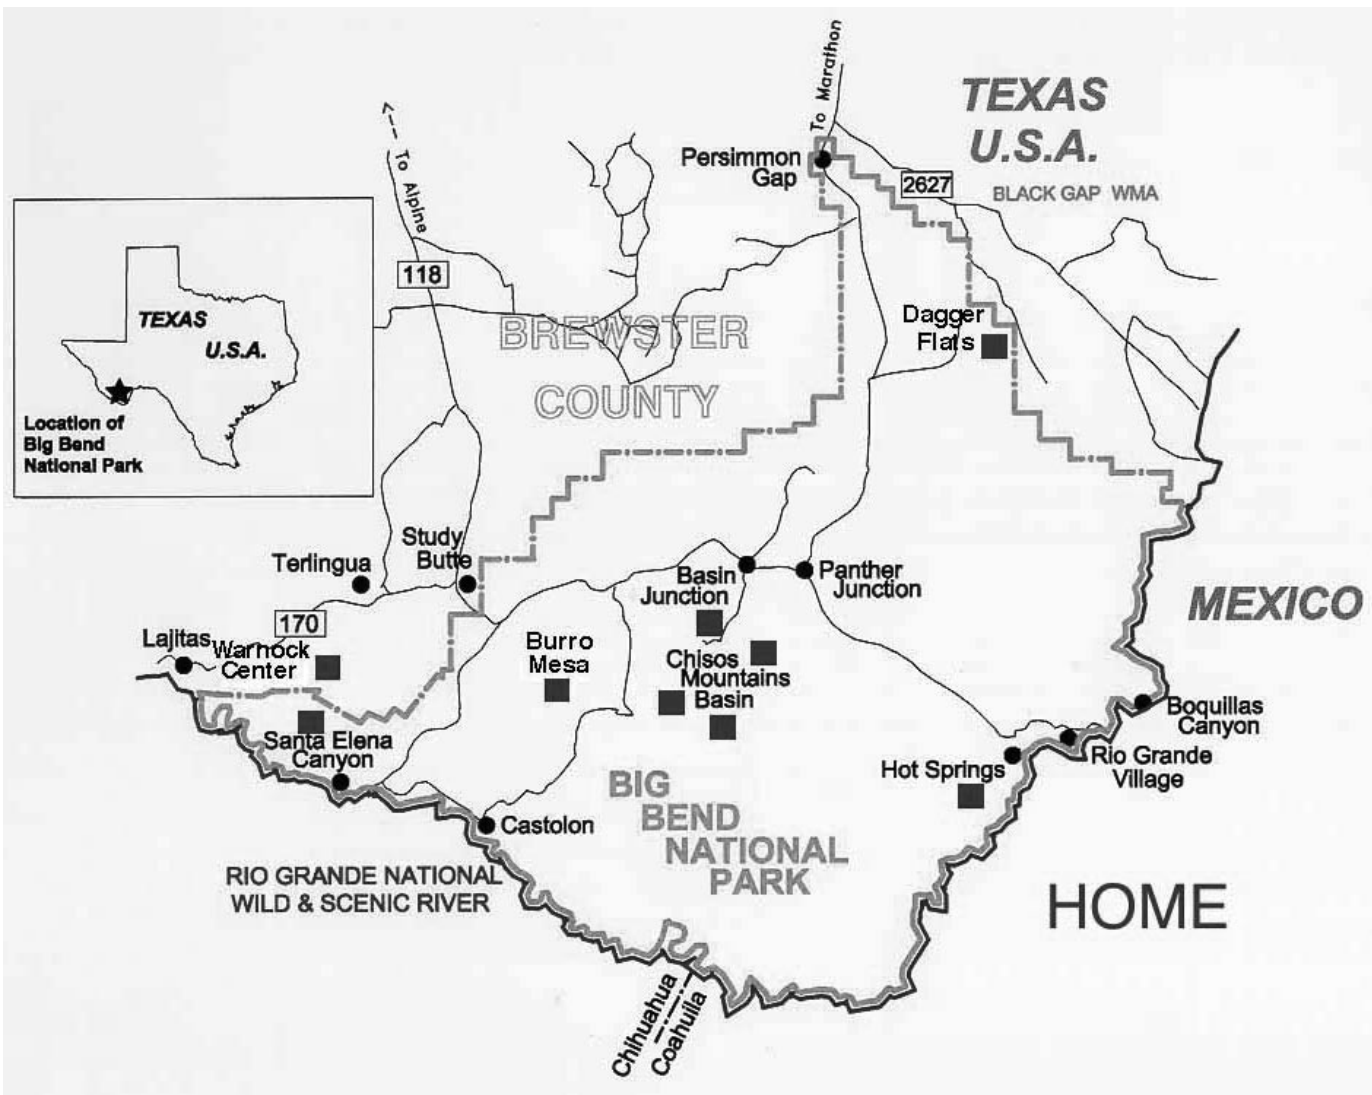 To Marathon
TEXAS
U.S.A.
BLACK GAP WMA
Persimmon
Gap
2627
<--- To Alpine
118
TEXAS
U.S.A.
Location of
Big Bend
National Park
BREWSTER
COUNTY
Dagger
Flats
Terlingua
Study
Butte
170
Lajitas
Warnock
Center
Basin
Junction
Panther
Junction
MEXICO
Burro
Mesa
Chisos
Mountains
Basin
Santa Elena
Canyon
Boquillas
Canyon
Rio Grande
Village
Hot Springs
Castolon
BIG
BEND
NATIONAL
PARK
RIO GRANDE NATIONAL
WILD & SCENIC RIVER
HOME
Chihuahua
Coahuila